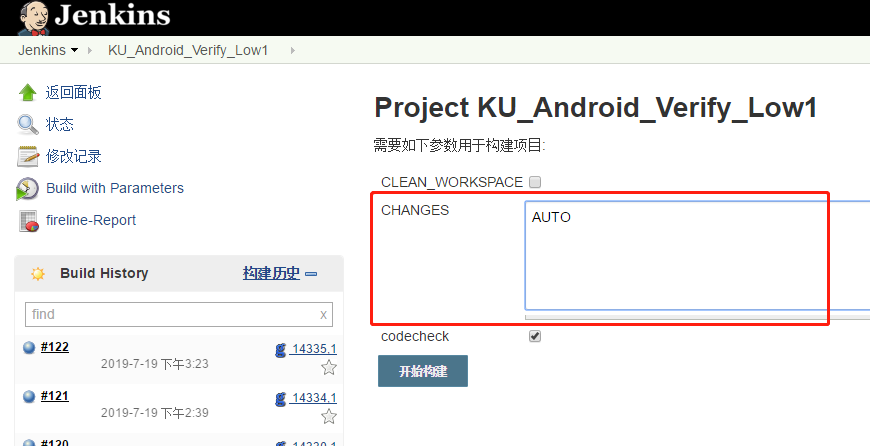 Jenkins
Jenkins KU_Android_Verify_Low1
返回面板
状态
修改记录
Build with Parameters
fireline-Report
Build History 构建历史
find x
#122
14335,1
2019-7-19 下午3:23
#121
14334,1
2019-7-19 下午2:39
#120
Project KU_Android_Verify_Low1
需要如下参数用于构建项目:
CLEAN_WORKSPACE
CHANGES
AUTO
codecheck
开始构建